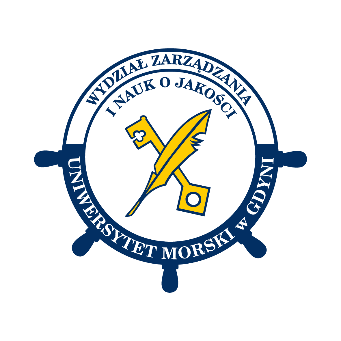 WYDZIAŁ ZARZĄDZANIA
I NAUK O JAKOŚCI
UNIWERSYTET MORSKI w GDYNI